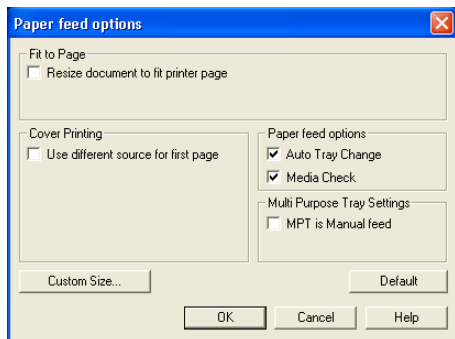 Paper feed options
Fit to Page
Resize document to fit printer page
Cover Printing
Use different source for first page
Paper feed options
Auto Tray Change
Media Check
Multi Purpose Tray Settings
MPT is Manual feed
Custom Size...
Default
OK
Cancel
Help